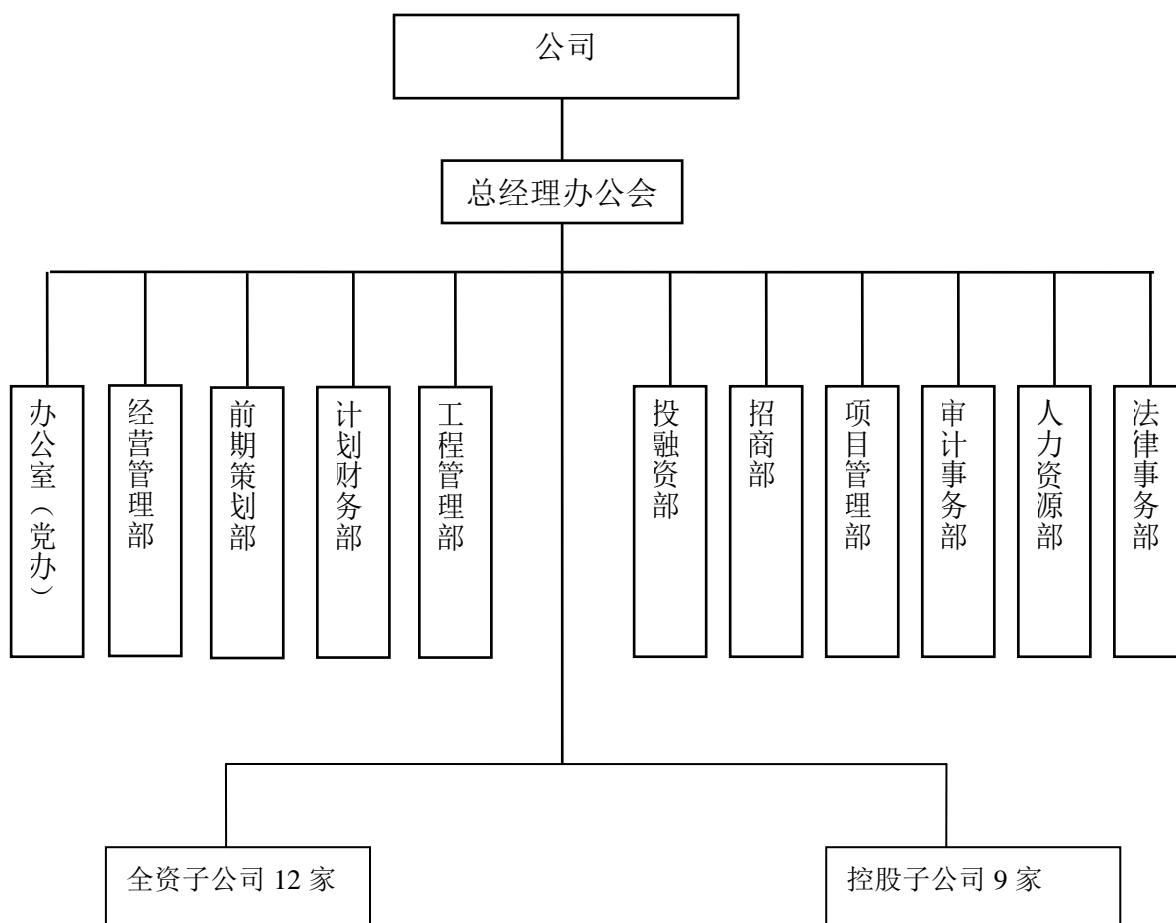 公司
总经理办公会
办公室（党办）
经营管理部
前期策划部
计划财务部
工程管理部
投融资部
招商部
项目管理部
审计事务部
人力资源部
法律事务部
全资子公司 12 家
控股子公司 9 家